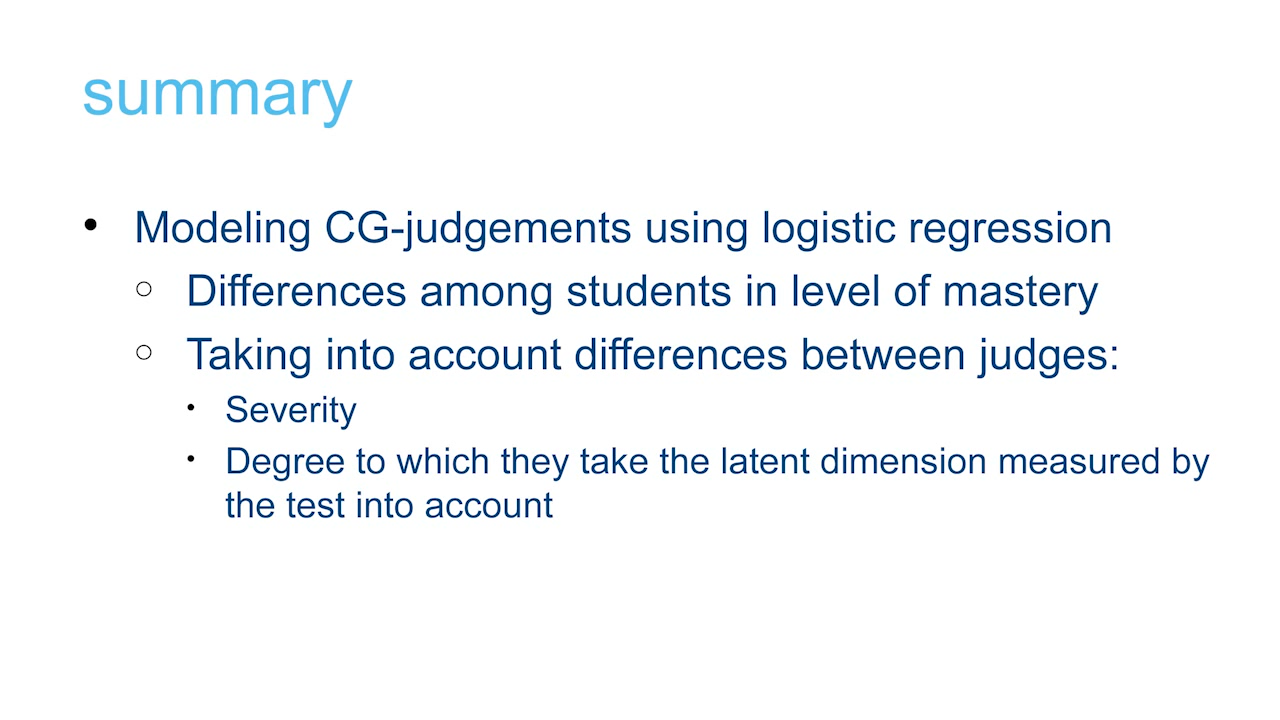 summary
• Modeling CG-judgements using logistic regression
○ Differences among students in level of mastery
○ Taking into account differences between judges:
• Severity
• Degree to which they take the latent dimension measured by
the test into account